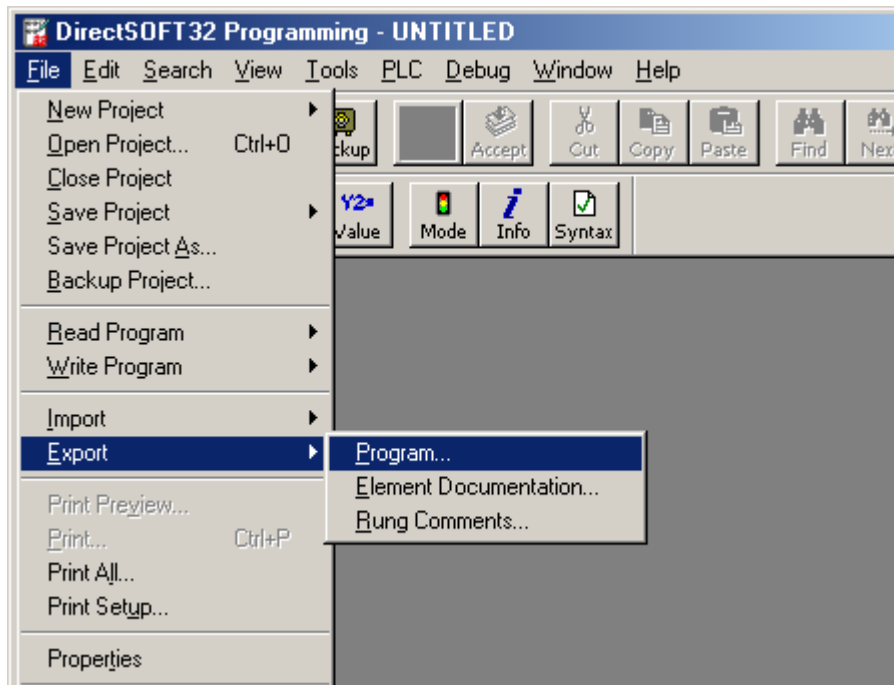 DirectSOFT32 Programming - UNTITLED
File Edit Search View Tools PLC Debug Window Help
New Project
Open Project... Ctrl+O
Close Project
Save Project
Save Project As...
Backup Project...
Read Program
Write Program
Import
Export
Print Preview...
Print... Ctrl+P
Print All...
Print Setup...
Properties
Program...
Element Documentation...
Rung Comments...
ckup Accept Cut Copy Paste Find Nex
Y2=
Value Mode Info Syntax